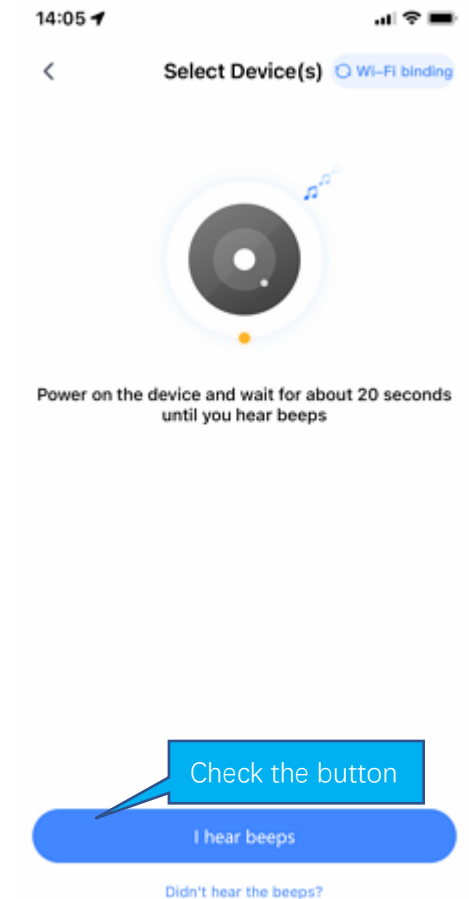 14:05
Select Device(s)
Wi-Fi binding
Power on the device and wait for about 20 seconds
until you hear beeps
Check the button
I hear beeps
Didn't hear the beeps?